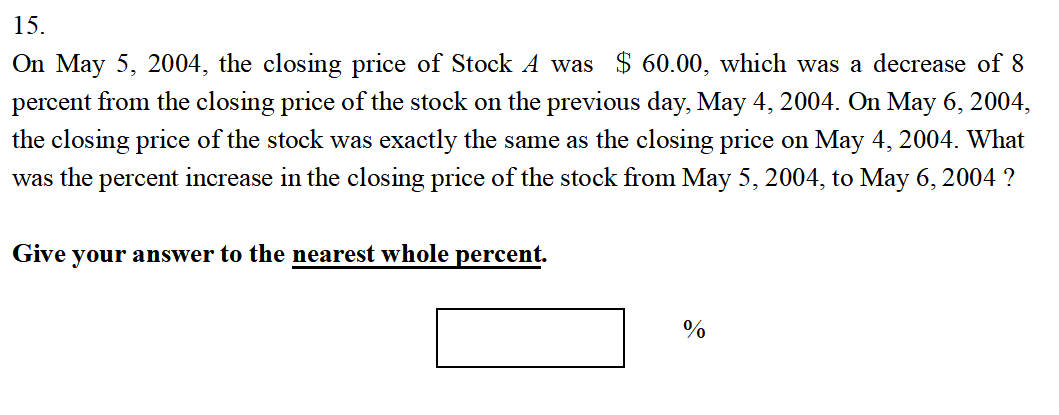 15.
On May 5, 2004, the closing price of Stock A was $ 60.00, which was a decrease of 8
percent from the closing price of the stock on the previous day, May 4, 2004. On May 6, 2004,
the closing price of the stock was exactly the same as the closing price on May 4, 2004. What
was the percent increase in the closing price of the stock from May 5, 2004, to May 6, 2004 ?
Give your answer to the nearest whole percent.
%